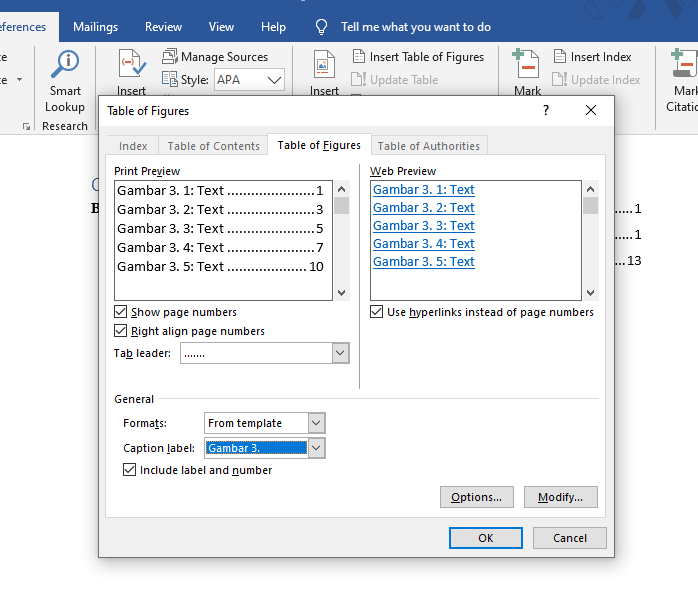 eferences Mailings Review View Help Tell me what you want to do
Smart
Lookup
Research
Insert
Manage Sources
Style: APA
Insert
Insert Table of Figures
Update Table
Mark
Insert Index
Update Index
Mark
Citatio
Table of Figures ?
Index Table of Contents Table of Figures Table of Authorities
Print Preview
Gambar 3. 1: Text ...................... 1
Gambar 3. 2: Text ...................... 3
Gambar 3. 3: Text ...................... 5
Gambar 3. 4: Text ...................... 7
Gambar 3. 5: Text .................... 10
Web Preview
Gambar 3. 1: Text
Gambar 3. 2: Text
Gambar 3. 3: Text
Gambar 3. 4: Text
Gambar 3. 5: Text
Show page numbers
Right align page numbers
Tab leader: .......
Use hyperlinks instead of page numbers
General
Formats: From template
Caption label: Gambar 3.
Include label and number
Options... Modify...
OK Cancel
.....1
.....1
...13